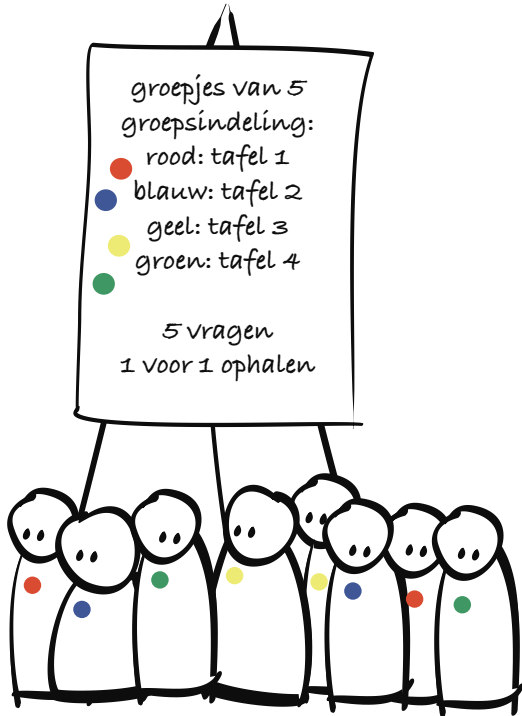 groepjes van 5
groepsindeling:
rood: tafel 1
blauw: tafel 2
geel: tafel 3
groen: tafel 4
5 vragen
1 voor 1 ophalen